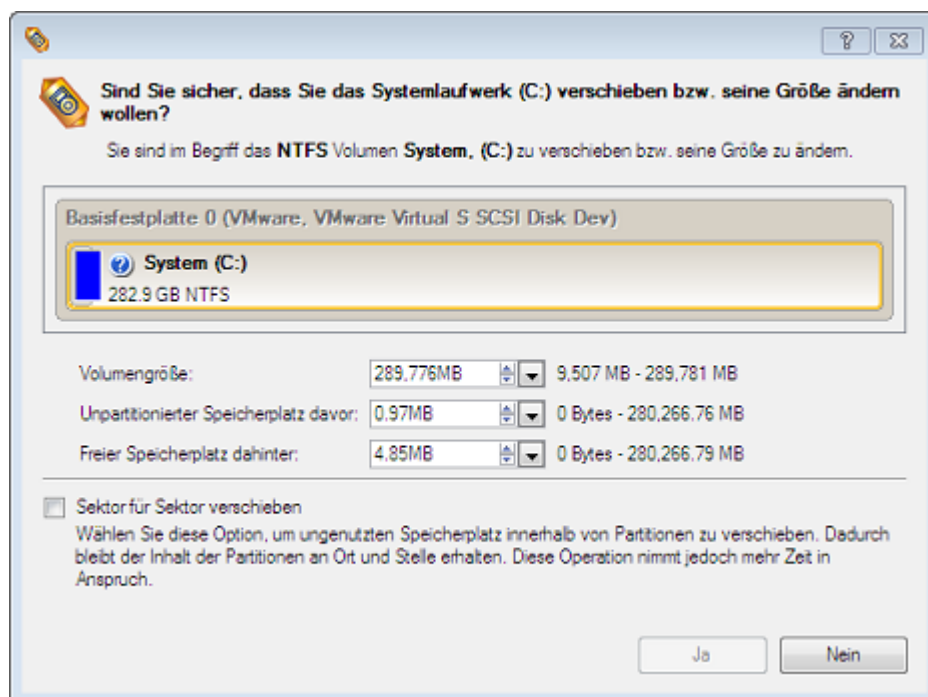 Sind Sie sicher, dass Sie das Systemlaufwerk (C:) verschieben bzw. seine Größe ändern
wollen?
Sie sind im Begriff das NTFS Volumen System, (C:) zu verschieben bzw. seine Größe zu ändern.
Basisfestplatte 0 (VMware, VMware Virtual S SCSI Disk Dev)
System (C:)
282.9 GB NTFS
Volumengröße: 289,776MB 9,507 MB - 289,781 MB
Unpartitionierter Speicherplatz davor: 0.97MB 0 Bytes - 280,266.76 MB
Freier Speicherplatz dahinter: 4.85MB 0 Bytes - 280,266.79 MB
Sektor für Sektor verschieben
Wählen Sie diese Option, um ungenutzten Speicherplatz innerhalb von Partitionen zu verschieben. Dadurch
bleibt der Inhalt der Partitionen an Ort und Stelle erhalten. Diese Operation nimmt jedoch mehr Zeit in
Anspruch.
Ja Nein